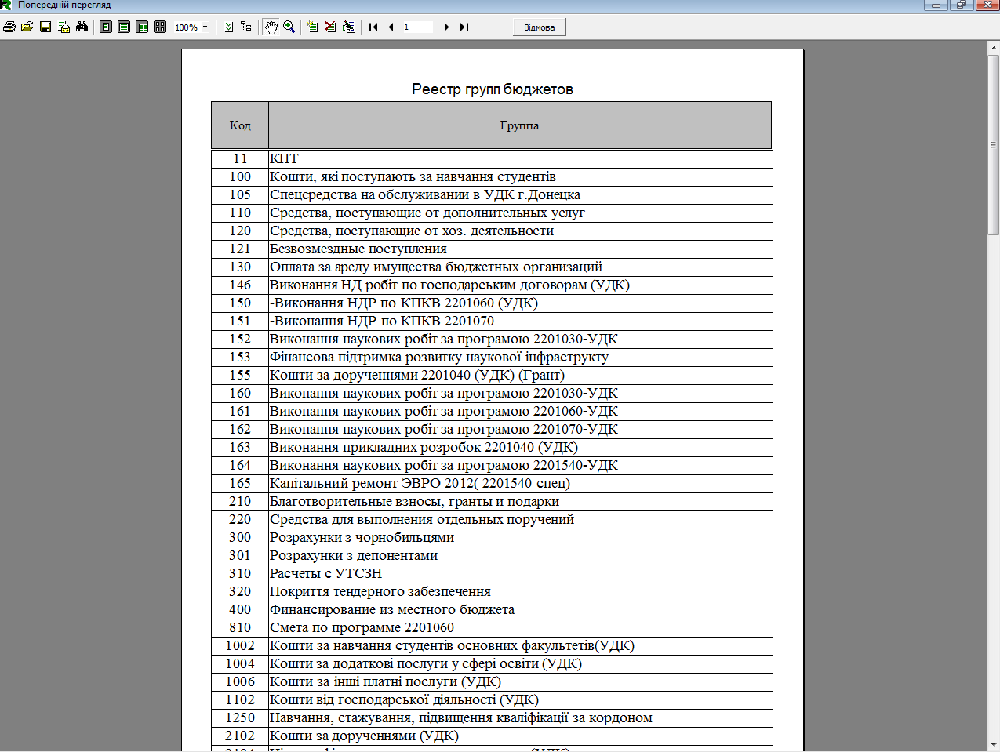 Попередній перегляд
100%
1
Відмова
Реестр групп бюджетов
Код Группа
11 КНТ
100 Кошти, які поступають за навчання студентів
105 Спецсредства на обслуживании в УДК г.Донецка
110 Средства, поступающие от дополнительных услуг
120 Средства, поступающие от хоз. деятельности
121 Безвозмездные поступления
130 Оплата за ареду имущества бюджетных организаций
146 Виконання НД робіт по господарським договорам (УДК)
150 -Виконання НДР по КПКВ 2201060 (УДК)
151 -Виконання НДР по КПКВ 2201070
152 Виконання наукових робіт за програмою 2201030-УДК
153 Фінансова підтримка розвитку наукової інфраструкту
155 Кошти за дорученнями 2201040 (УДК) (Грант)
160 Виконання наукових робіт за програмою 2201030-УДК
161 Виконання наукових робіт за програмою 2201060-УДК
162 Виконання наукових робіт за програмою 2201070-УДК
163 Виконання прикладних розробок 2201040 (УДК)
164 Виконання наукових робіт за програмою 2201540-УДК
165 Капітальний ремонт ЭВРО 2012( 2201540 спец)
210 Благотворительные взносы, гранты и подарки
220 Средства для выполнения отдельных поручений
300 Розрахунки з чорнобильцями
301 Розрахунки з депонентами
310 Расчеты с УТСЗН
320 Покриття тендерного забезпечення
400 Финансирование из местного бюджета
810 Смета по программе 2201060
1002 Кошти за навчання студентів основних факультетів(УДК)
1004 Кошти за додаткові послуги у сфері освіти (УДК)
1006 Кошти за інші платні послуги (УДК)
1102 Кошти від господарської діяльності (УДК)
1250 Навчання, стажування, підвищення кваліфікації за кордоном
2102 Кошти за дорученнями (УДК)